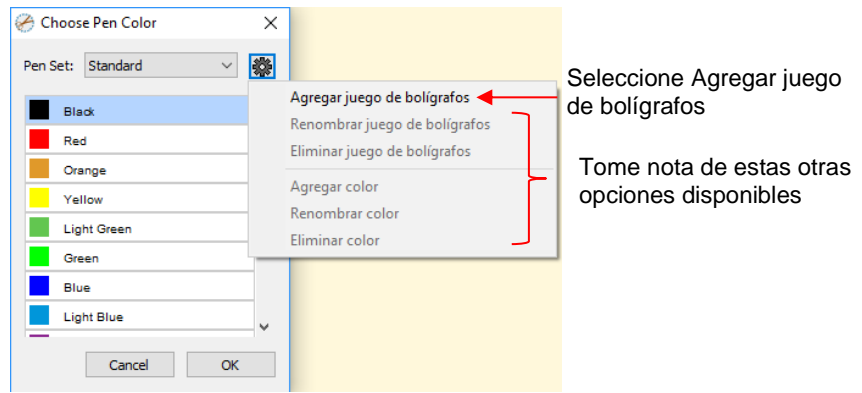 Choose Pen Color
Pen Set: Standard
Black
Red
Orange
Yellow
Light Green
Green
Blue
Light Blue
Cancel OK
Agregar juego de bolígrafos
Renombrar juego de bolígrafos
Eliminar juego de bolígrafos
Agregar color
Renombrar color
Eliminar color
Seleccione Agregar juego
de bolígrafos
Tome nota de estas otras
opciones disponibles